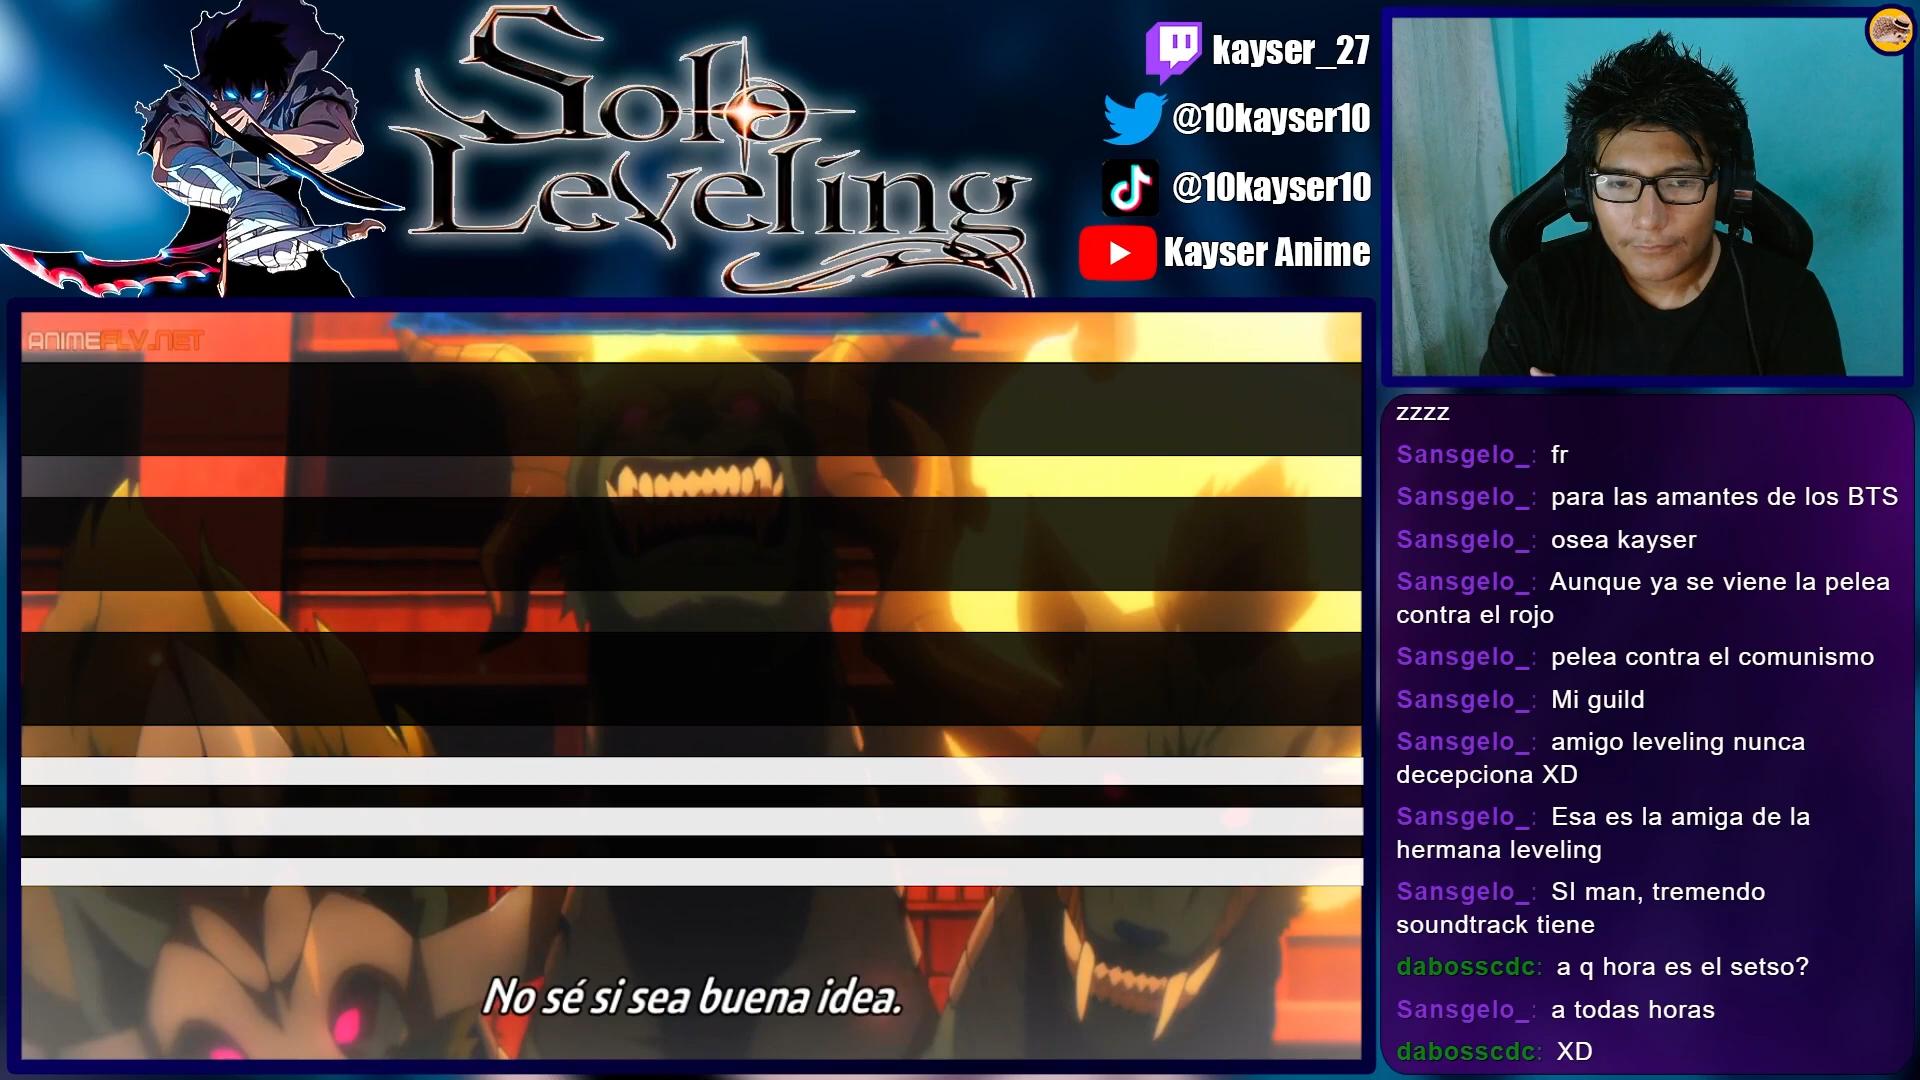 Solo
Leveling
kayser_27
@10kayser10
@10kayser10
Kayser Anime
ANIMEFLV.NET
No sé si sea buena idea.
zzzz
Sansgelo_: fr
Sansgelo_: para las amantes de los BTS
Sansgelo_: osea kayser
Sansgelo_: Aunque ya se viene la pelea
contra el rojo
Sansgelo_: pelea contra el comunismo
Sansgelo_: Mi guild
Sansgelo_: amigo leveling nunca
decepciona XD
Sansgelo_: Esa es la amiga de la
hermana leveling
Sansgelo_: SI man, tremendo
soundtrack tiene
dabosscdc: a q hora es el setso?
Sansgelo_: a todas horas
dabosscdc: XD